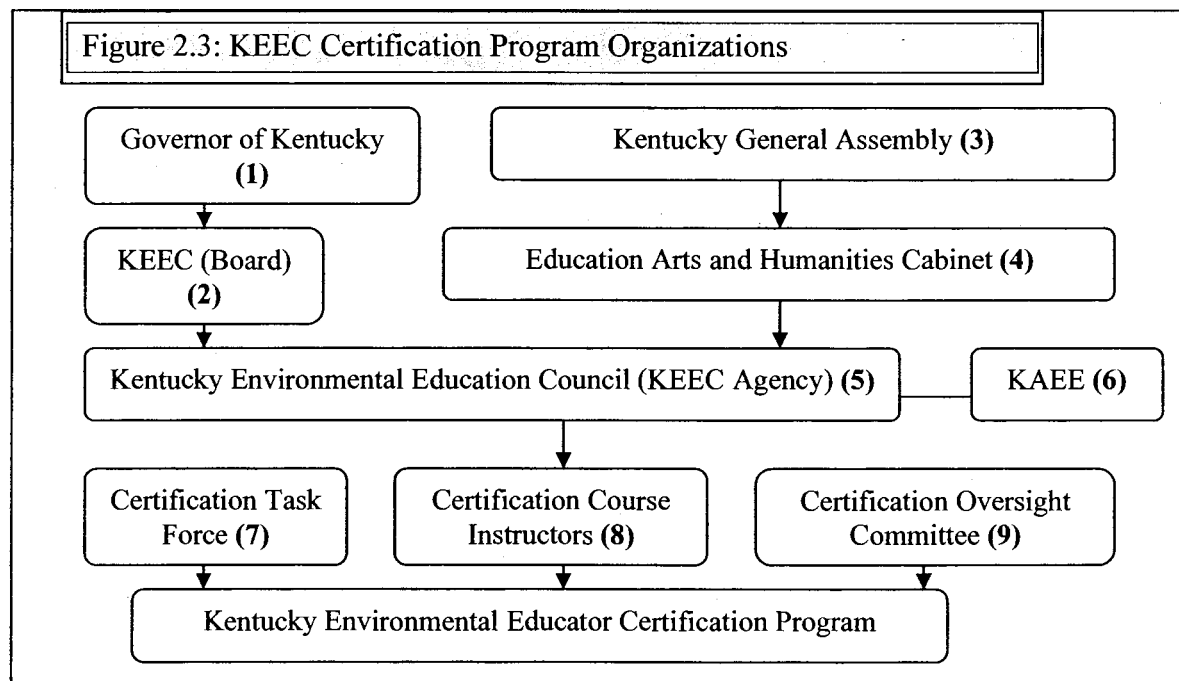 Figure 2.3: KEEC Certification Program Organizations
Governor of Kentucky
(1)
Kentucky General Assembly (3)
KEEC (Board)
(2)
Education Arts and Humanities Cabinet (4)
Kentucky Environmental Education Council (KEEC Agency) (5)
KAEE (6)
Certification Task
Force (7)
Certification Course
Instructors (8)
Certification Oversight
Committee (9)
Kentucky Environmental Educator Certification Program